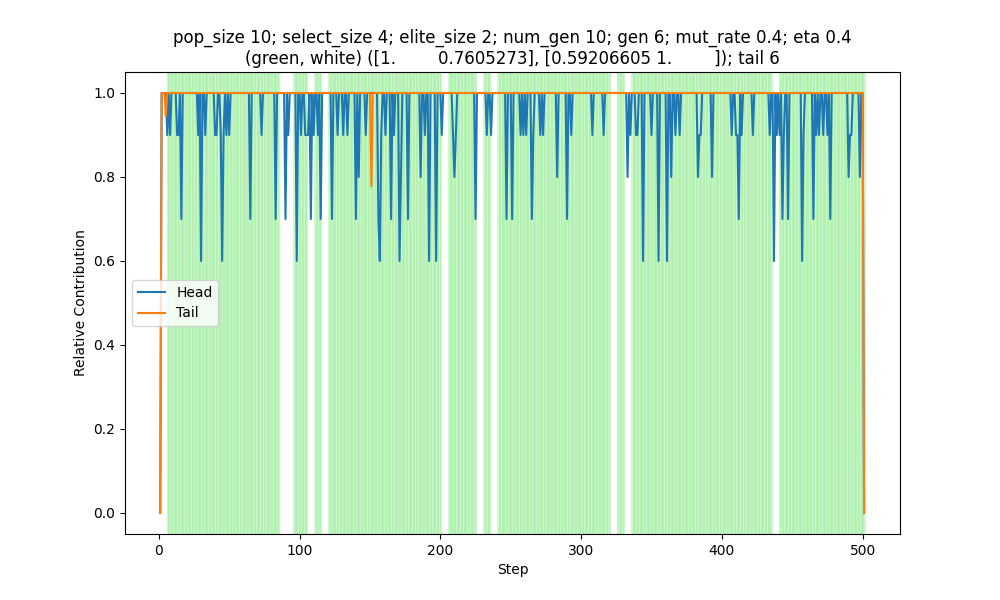 pop_size 10; select_size 4; elite_size 2; num_gen 10; gen 6; mut_rate 0.4; eta 0.4
(green, white) ([1.        0.7605273], [0.59206605 1.        ]); tail 6
1.0
0.8
0.6
0.4
0.2
0.0
Relative Contribution
Head
Tail
0
100
200
300
400
500
Step